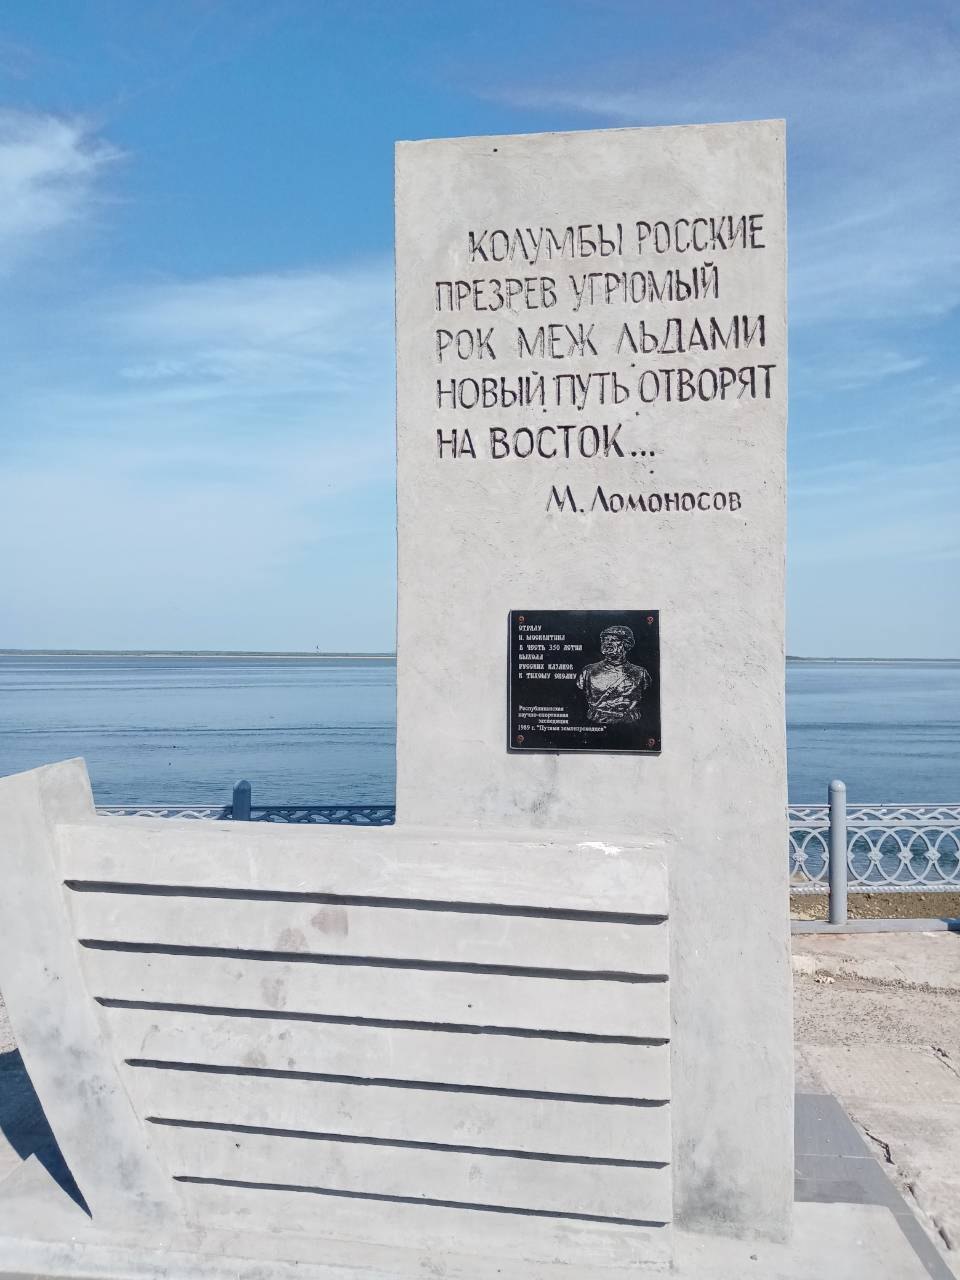 КОЛУМБЫ РОССКИЕ
ПРЕЗРЕВ УГРЮМЫЙ
РОК МЕЖ ЛЬДАМИ
НОВЫЙ ПУТЬ ОТВОРЯТ
НА ВОСТОК...
М. Ломоносов
ОТРЯДУ
И. МОСКВИТИНА
В ЧЕСТЬ 350 ЛЕТИЯ
ВЫХОДА
РУССКИХ КАЗАКОВ
К ТИХОМУ ОКЕАНУ
Республиканская
научно-спортивная
экспедиция
1989 г. "Путями землепроходцев"